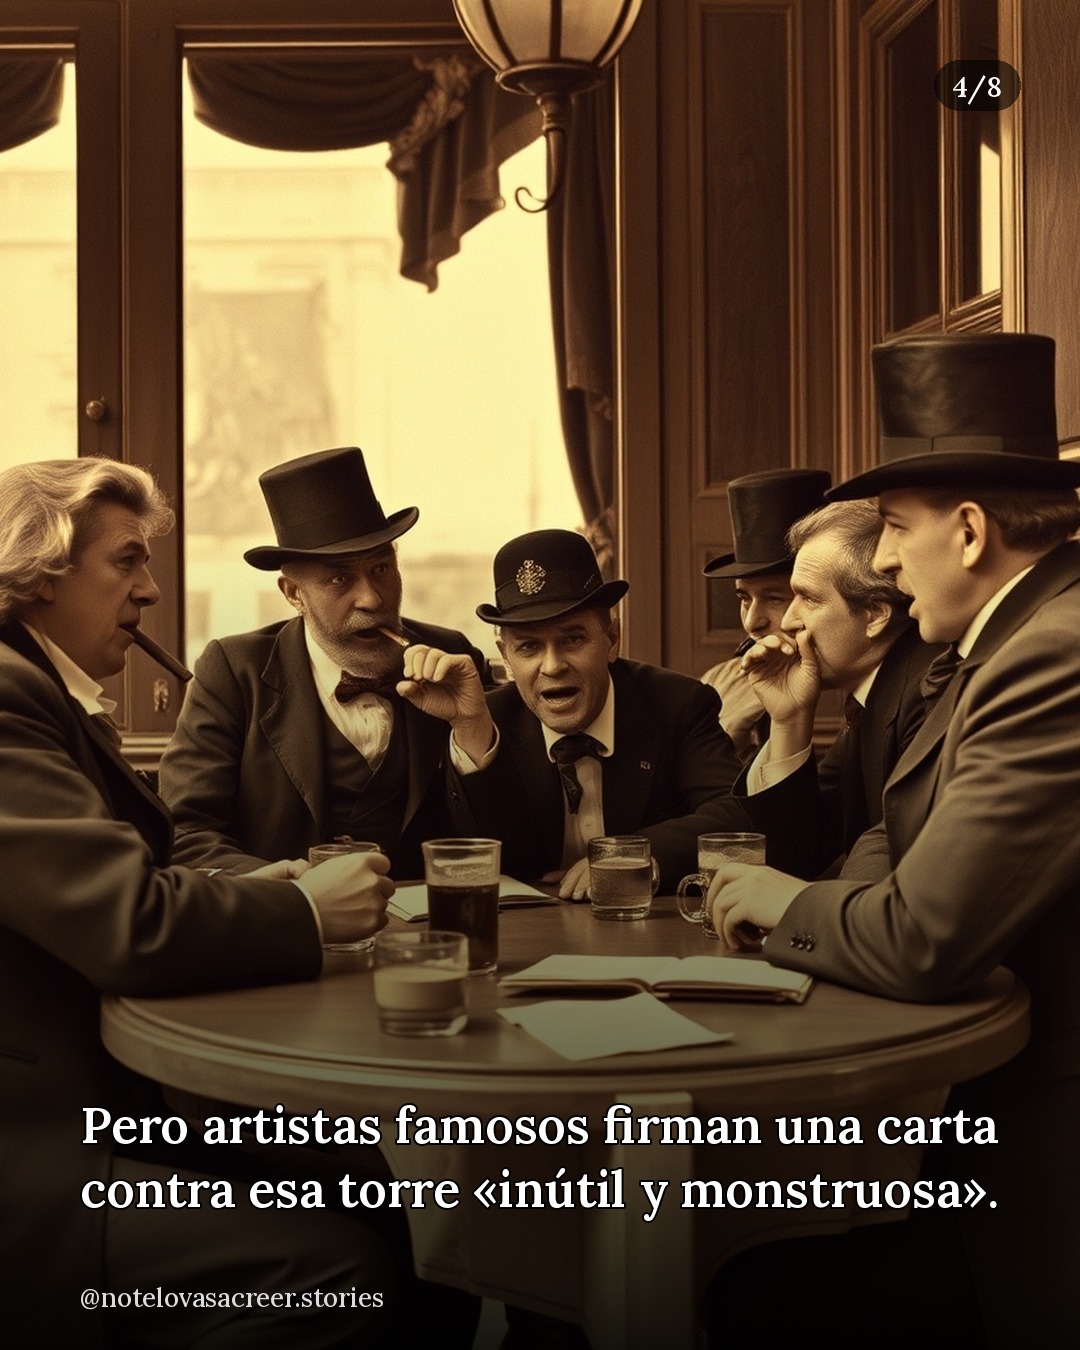 4/8
Pero artistas famosos firman una carta
contra esa torre «inútil y monstruosa».
@notelovasacreer.stories